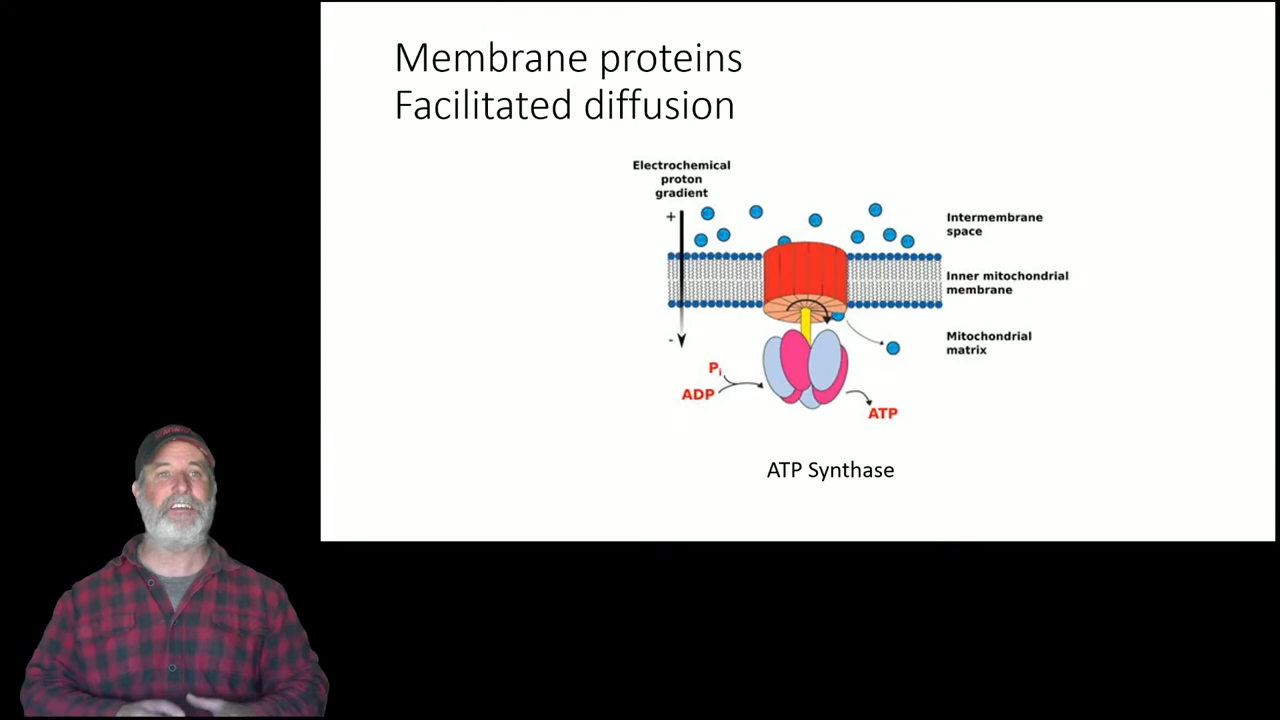 Membrane proteins
Facilitated diffusion
Electrochemical
proton
gradient
+
-
Intermembrane
space
Inner mitochondrial
membrane
Mitochondrial
matrix
Pi
ADP
ATP
ATP Synthase